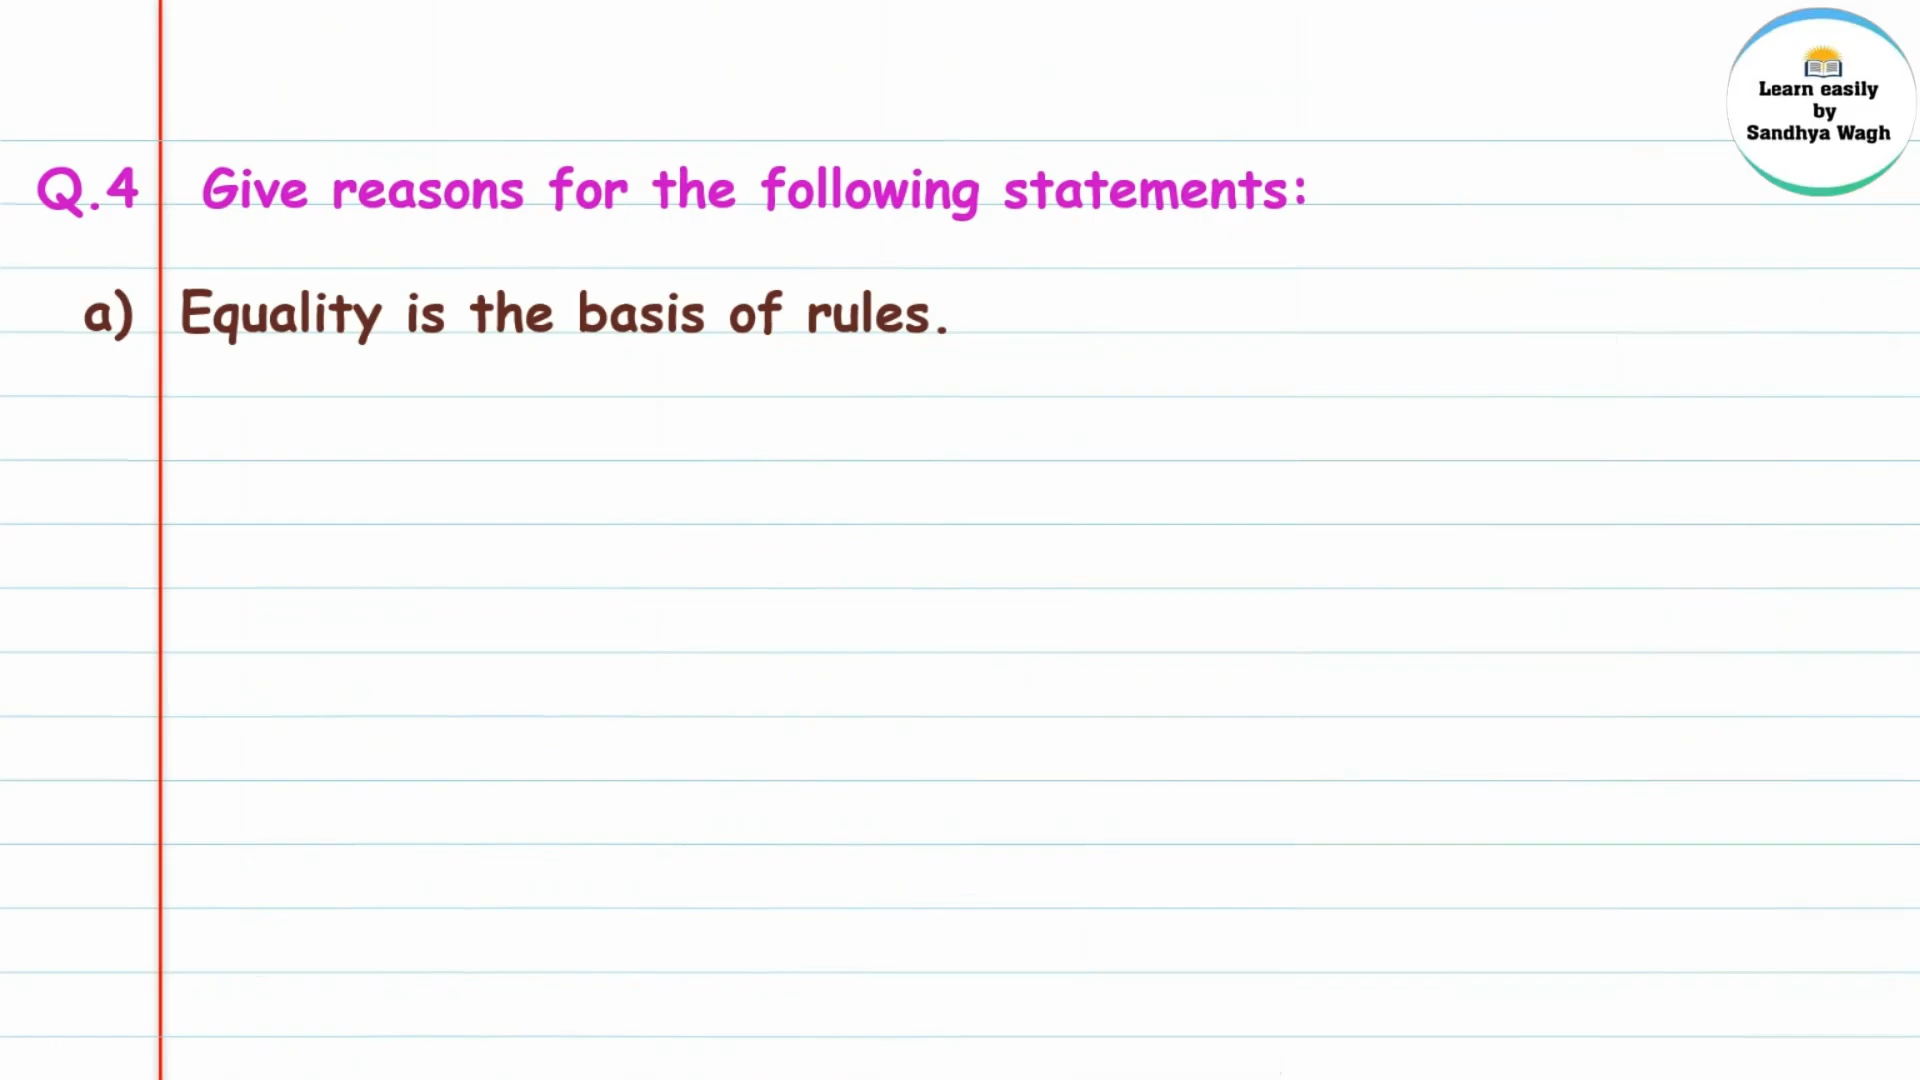 Learn easily
by
Sandhya Wagh
Q.4 Give reasons for the following statements:
a) Equality is the basis of rules.